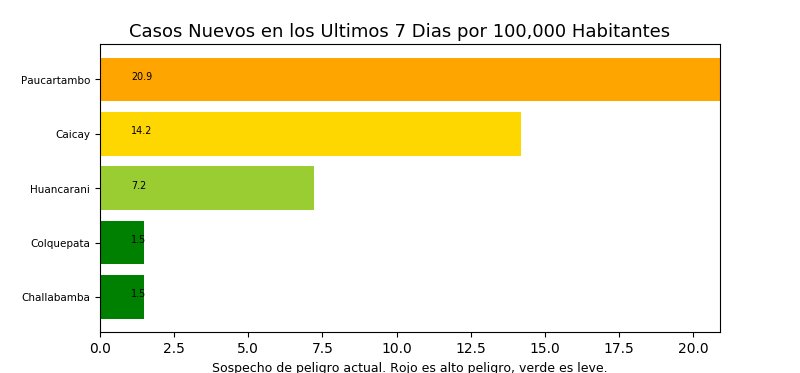 Casos Nuevos en los Ultimos 7 Dias por 100,000 Habitantes
Paucartambo 20.9
Caicay 14.2
Huancarani 7.2
Colquepata 1.5
Challabamba 1.5
0.0 2.5 5.0 7.5 10.0 12.5 15.0 17.5 20.0
Sospecho de peligro actual. Rojo es alto peligro, verde es leve.